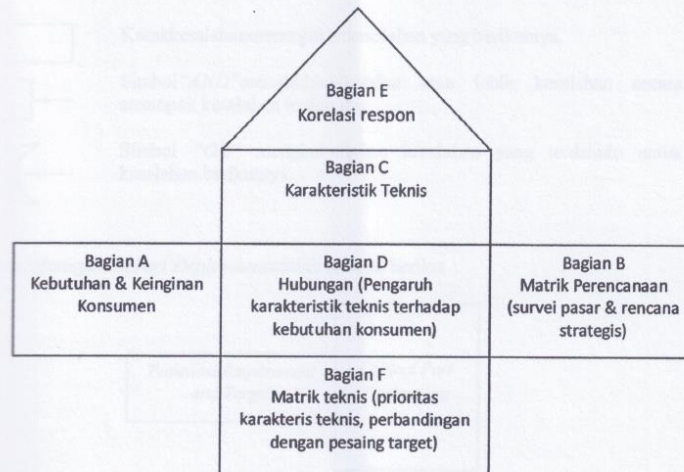 Bagian E
Korelasi respon
Bagian C
Karakteristik Teknis
Bagian A
Kebutuhan & Keinginan
Konsumen
Bagian D
Hubungan (Pengaruh
karakteristik teknis terhadap
kebutuhan konsumen)
Bagian B
Matrik Perencanaan
(survei pasar & rencana
strategis)
Bagian F
Matrik teknis (prioritas
karakteris teknis, perbandingan
dengan pesaing target)